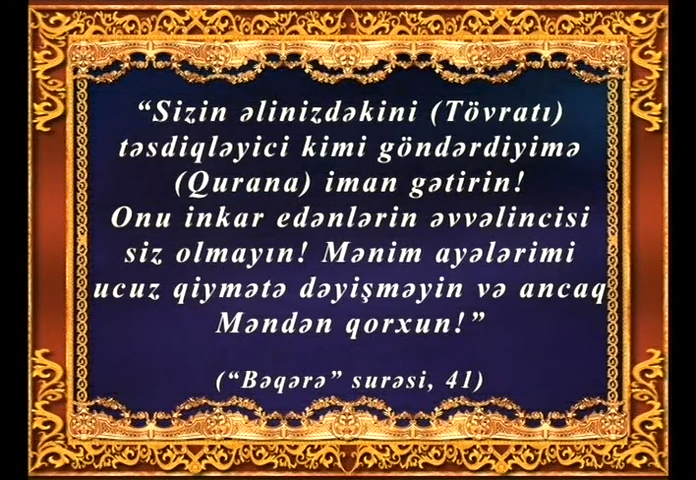 “Sizin əlinizdəkini (Tövratı)
təsdiqləyici kimi göndərdiyimə
(Qurana) iman gətirin!
Onu inkar edənlərin əvvəlincisi
siz olmayın! Mənim ayələrimi
ucuz qiymətə dəyişməyin və ancaq
Məndən qorxun!”
(“Bəqərə” surəsi, 41)